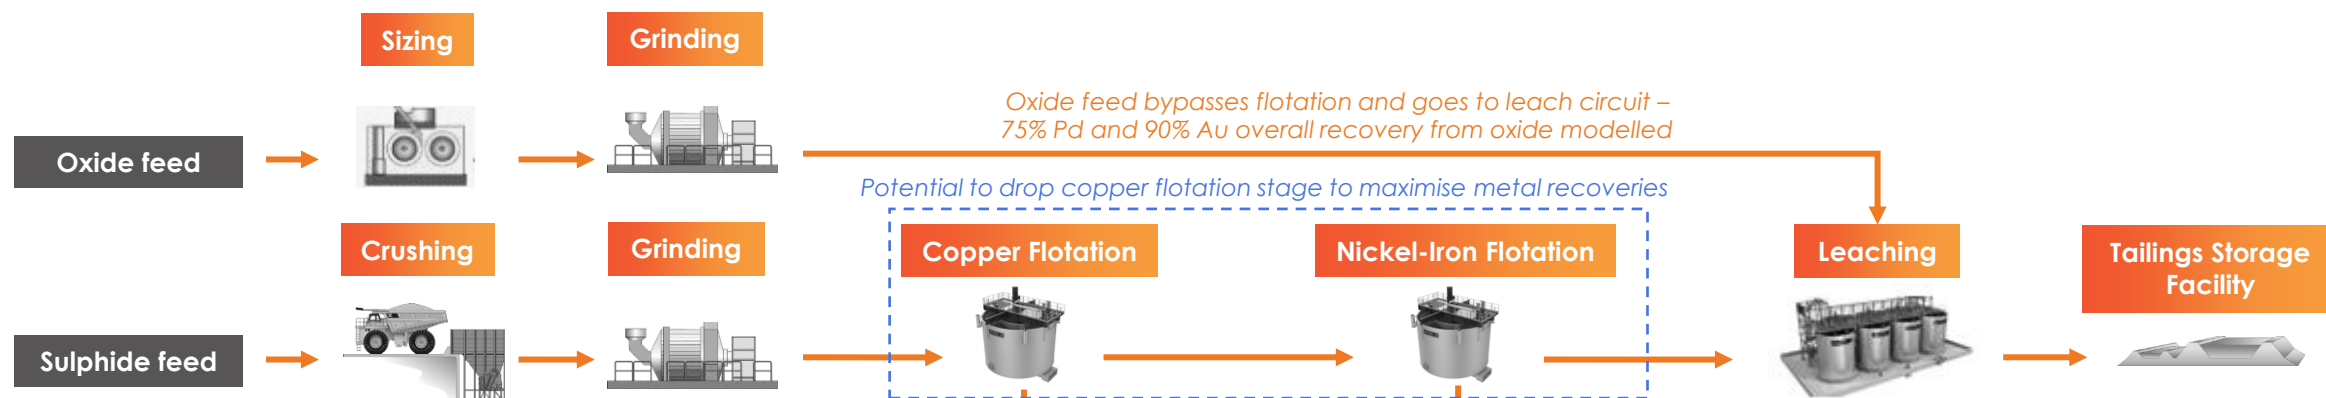 Sizing
Grinding
Oxide feed bypasses flotation and goes to leach circuit –
75% Pd and 90% Au overall recovery from oxide modelled
Oxide feed
Potential to drop copper flotation stage to maximise metal recoveries
Crushing
Grinding
Copper Flotation
Nickel-Iron Flotation
Leaching
Tailings Storage
Facility
Sulphide feed